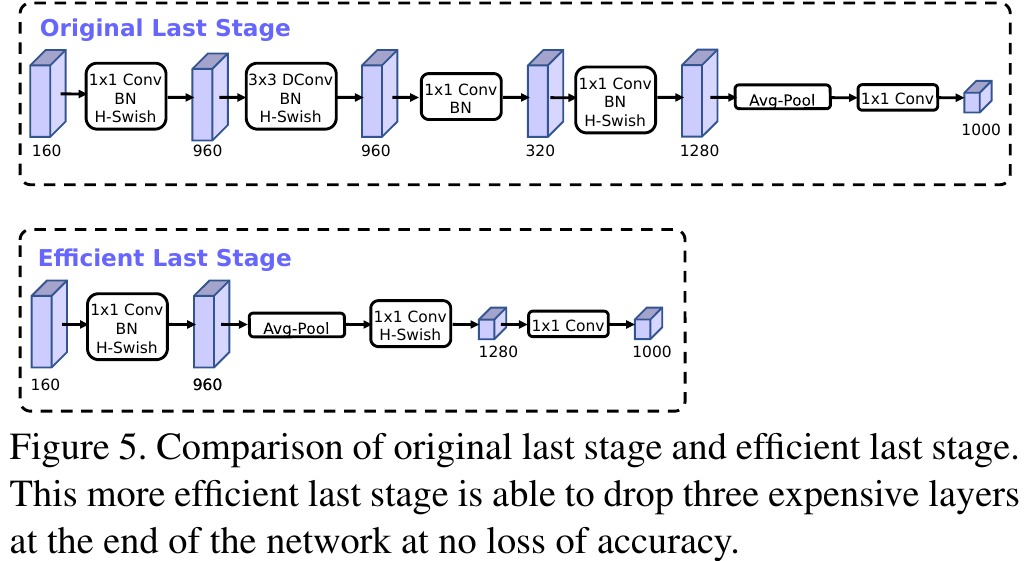 Original Last Stage
1x1 Conv
BN
H-Swish
3x3 DConv
BN
H-Swish
1x1 Conv
BN
1x1 Conv
BN
H-Swish
Avg-Pool
1x1 Conv
160
960
960
320
1280
1000
Efficient Last Stage
1x1 Conv
BN
H-Swish
Avg-Pool
1x1 Conv
H-Swish
1x1 Conv
160
960
1280
1000
Figure 5. Comparison of original last stage and efficient last stage.
This more efficient last stage is able to drop three expensive layers
at the end of the network at no loss of accuracy.